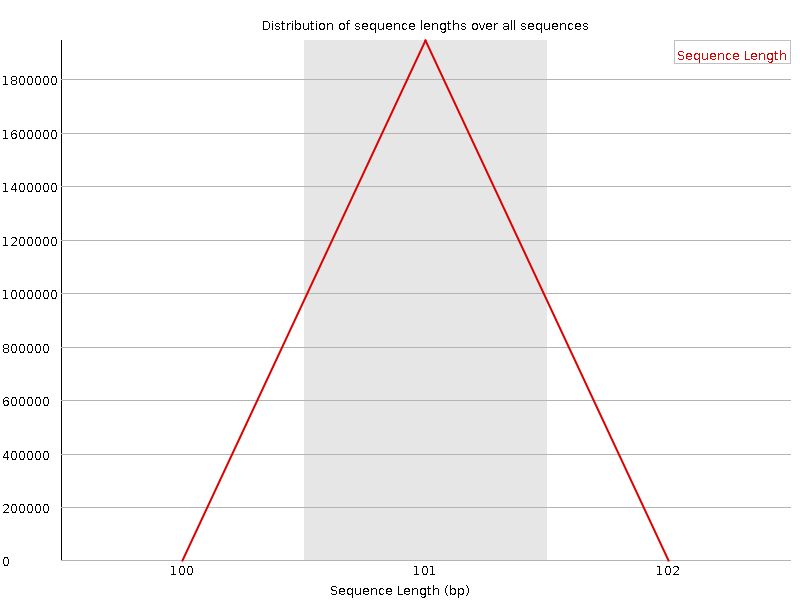 Distribution of sequence lengths over all sequences
Sequence Length
1800000
1600000
1400000
1200000
1000000
800000
600000
400000
200000
0
100 101 102
Sequence Length (bp)